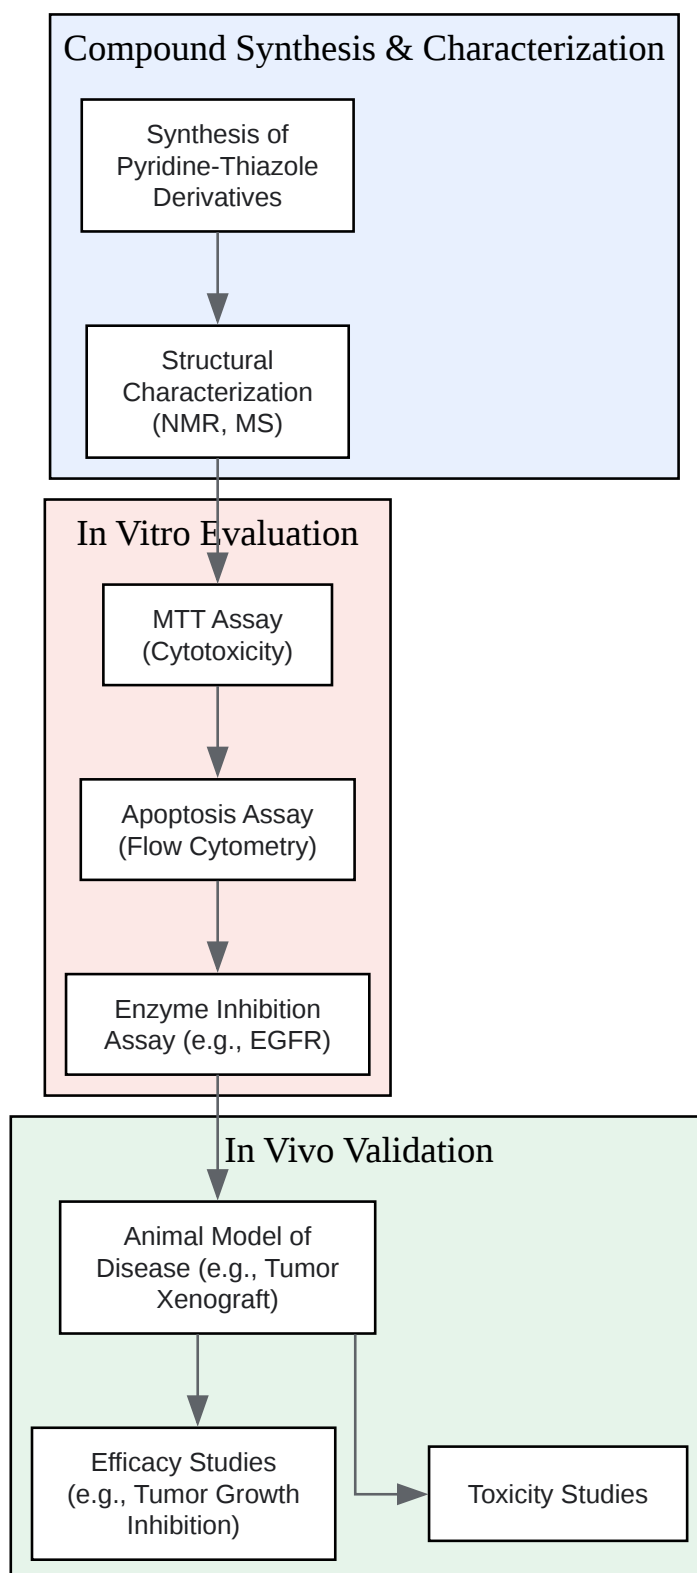 Compound Synthesis & Characterization
Synthesis of
Pyridine-Thiazole
Derivatives
Structural
Characterization
(NMR, MS)
In Vitro Evaluation
MTT Assay
(Cytotoxicity)
Apoptosis Assay
(Flow Cytometry)
Enzyme Inhibition
Assay (e.g., EGFR)
In Vivo Validation
Animal Model of
Disease (e.g., Tumor
Xenograft)
Efficacy Studies
(e.g., Tumor Growth
Inhibition)
Toxicity Studies